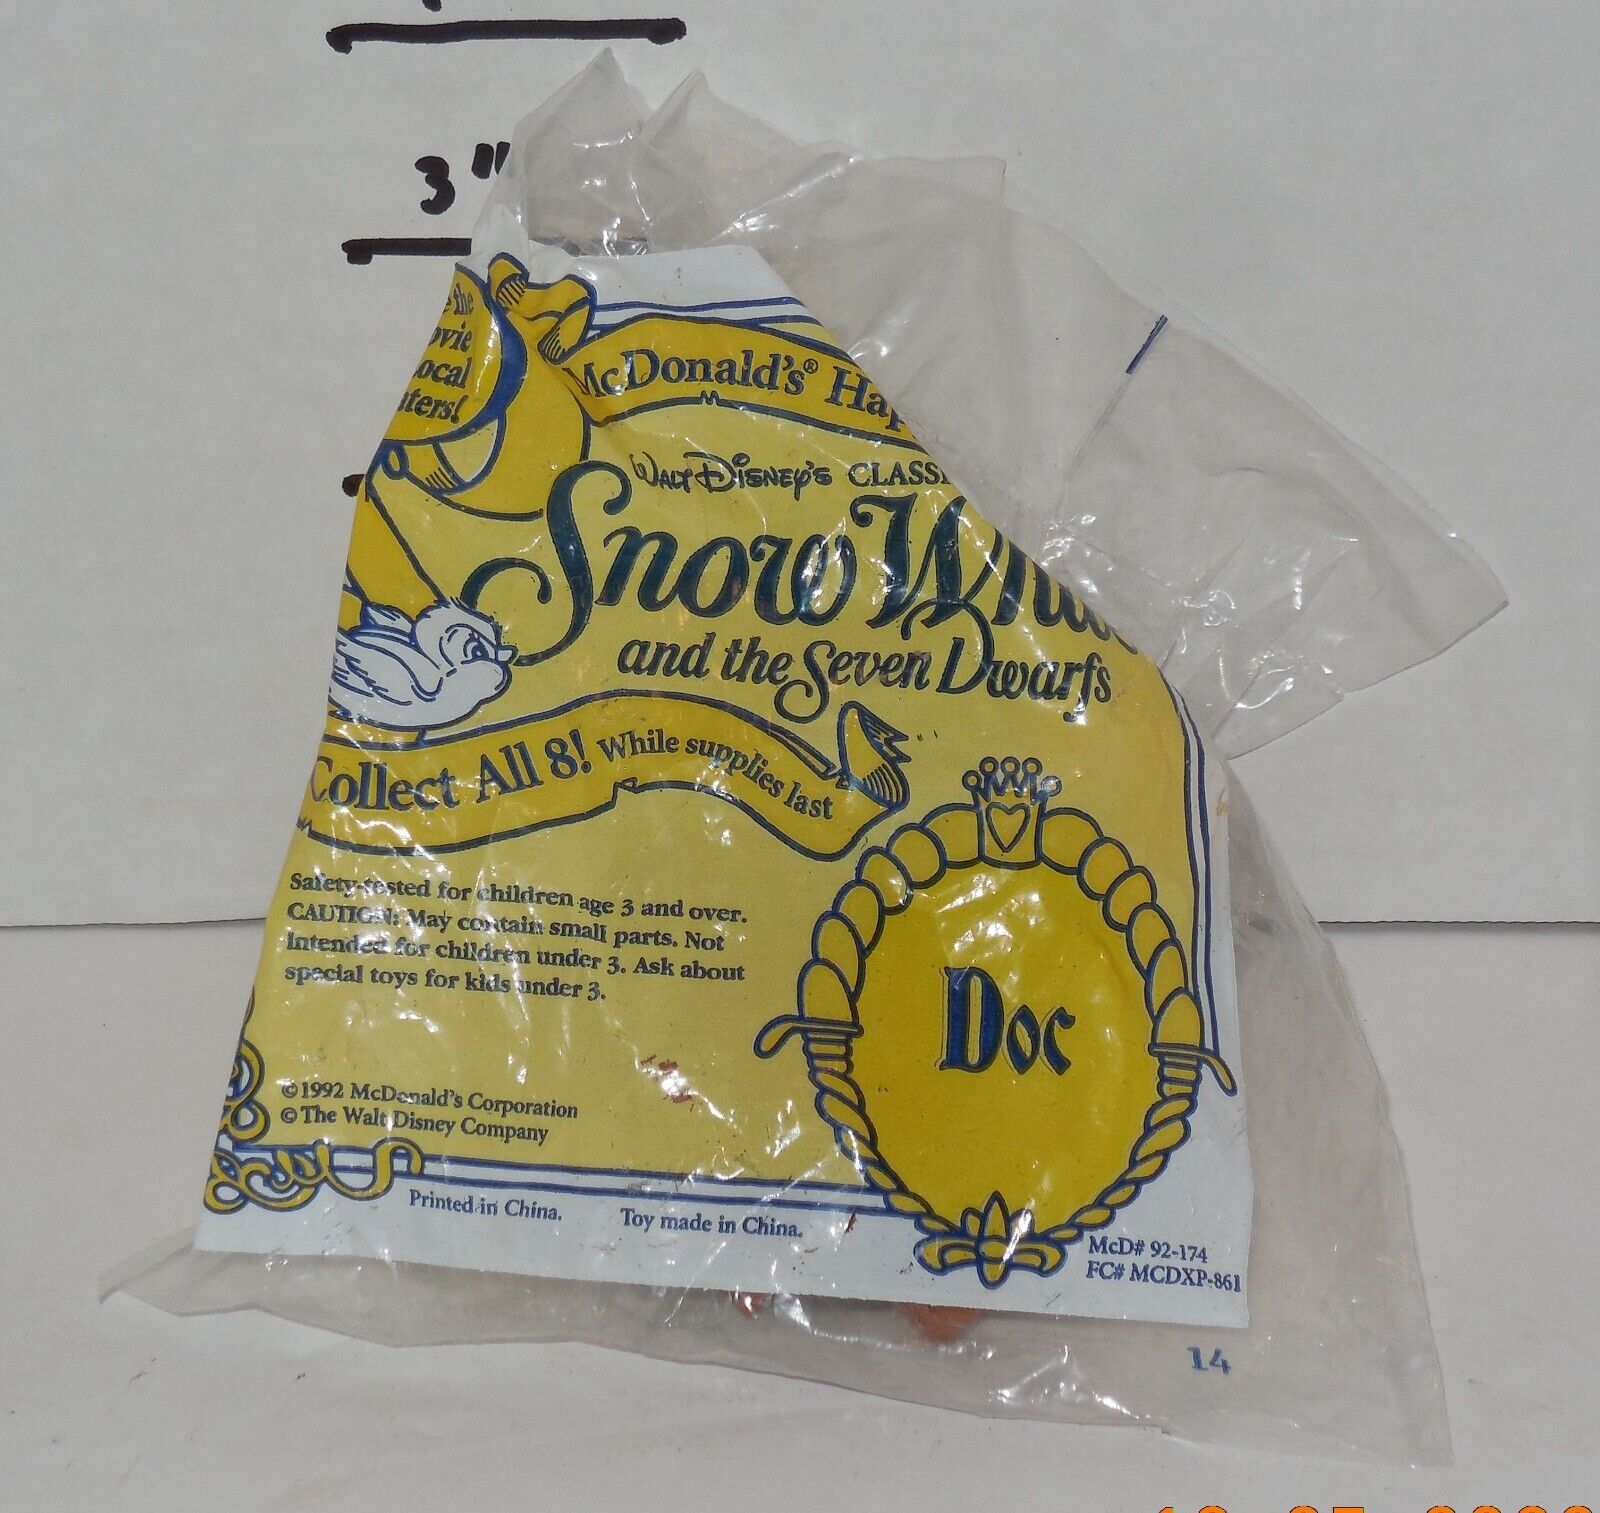 3"
the
McDonald's®
Walt Disney's
Snow
and the Seven Dwarfs
Collect All 8! While supplies last
Safety-tested for children age 3 and over.
CAUTION: May contain small parts. Not
intended for children under 3. Ask about
special toys for kids under 3.
Doc
©1992 McDonald's Corporation
© The Walt Disney Company
Printed in China. Toy made in China.
McD# 92-174
FC# MCDXP-861
14